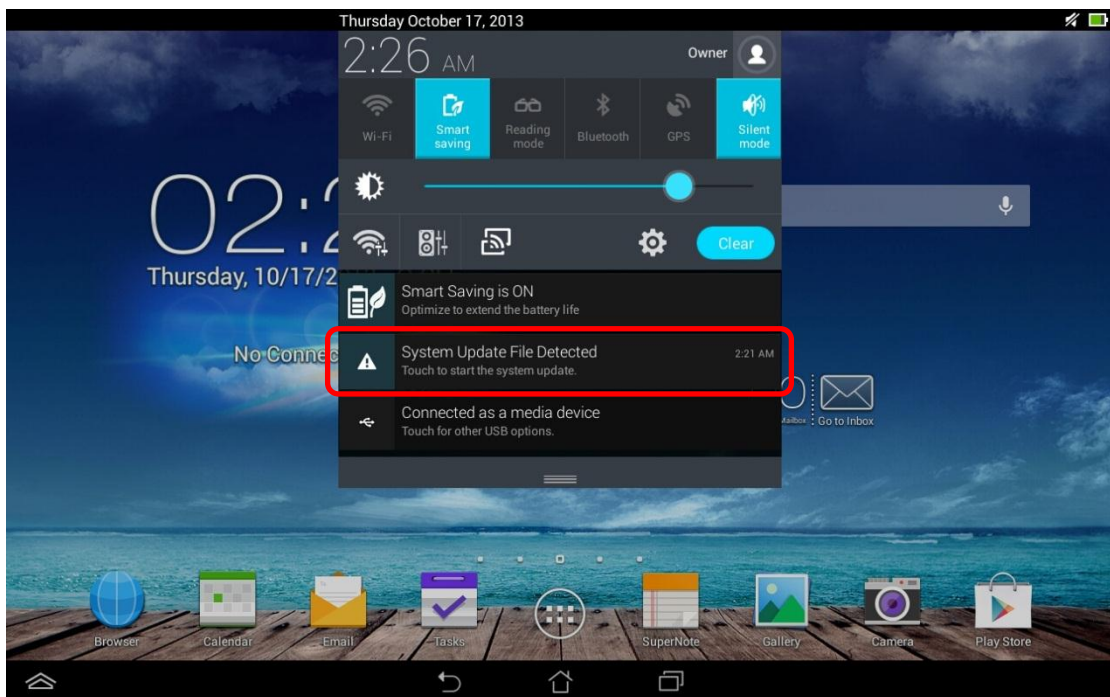 Thursday October 17, 2013
2:26 AM
Owner
Wi-Fi
Smart
saving
Reading
mode
Bluetooth
GPS
Silent
mode
02:2
Thursday, 10/17/2
No Connec
Clear
Smart Saving is ON
Optimize to extend the battery life
System Update File Detected
2:21 AM
Touch to start the system update.
Connected as a media device
Touch for other USB options.
0
Mailbox
Go to Inbox
Browser
Calendar
Email
Tasks
SuperNote
Gallery
Camera
Play Store